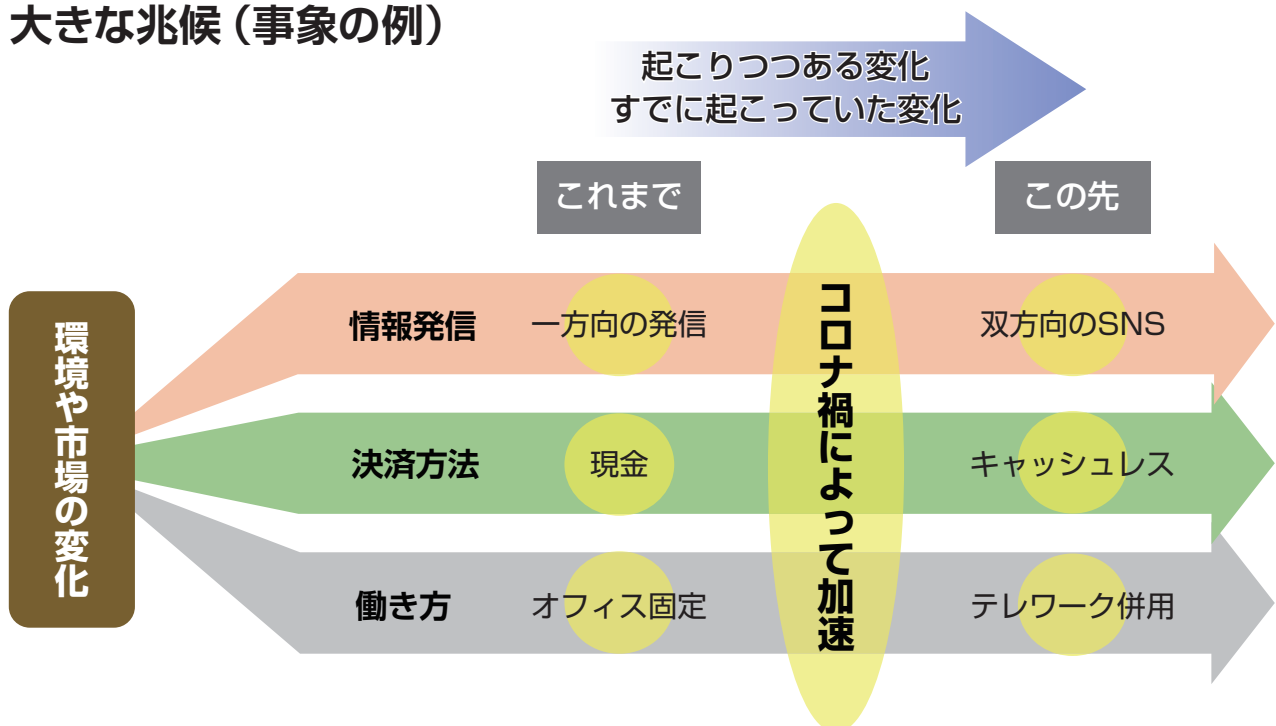 大きな兆候（事象の例）
起こりつつある変化
すでに起こっていた変化
これまで
この先
環境や市場の変化
情報発信
一方向の発信
双方向のSNS
決済方法
現金
キャッシュレス
働き方
オフィス固定
テレワーク併用
コロナ禍によって加速